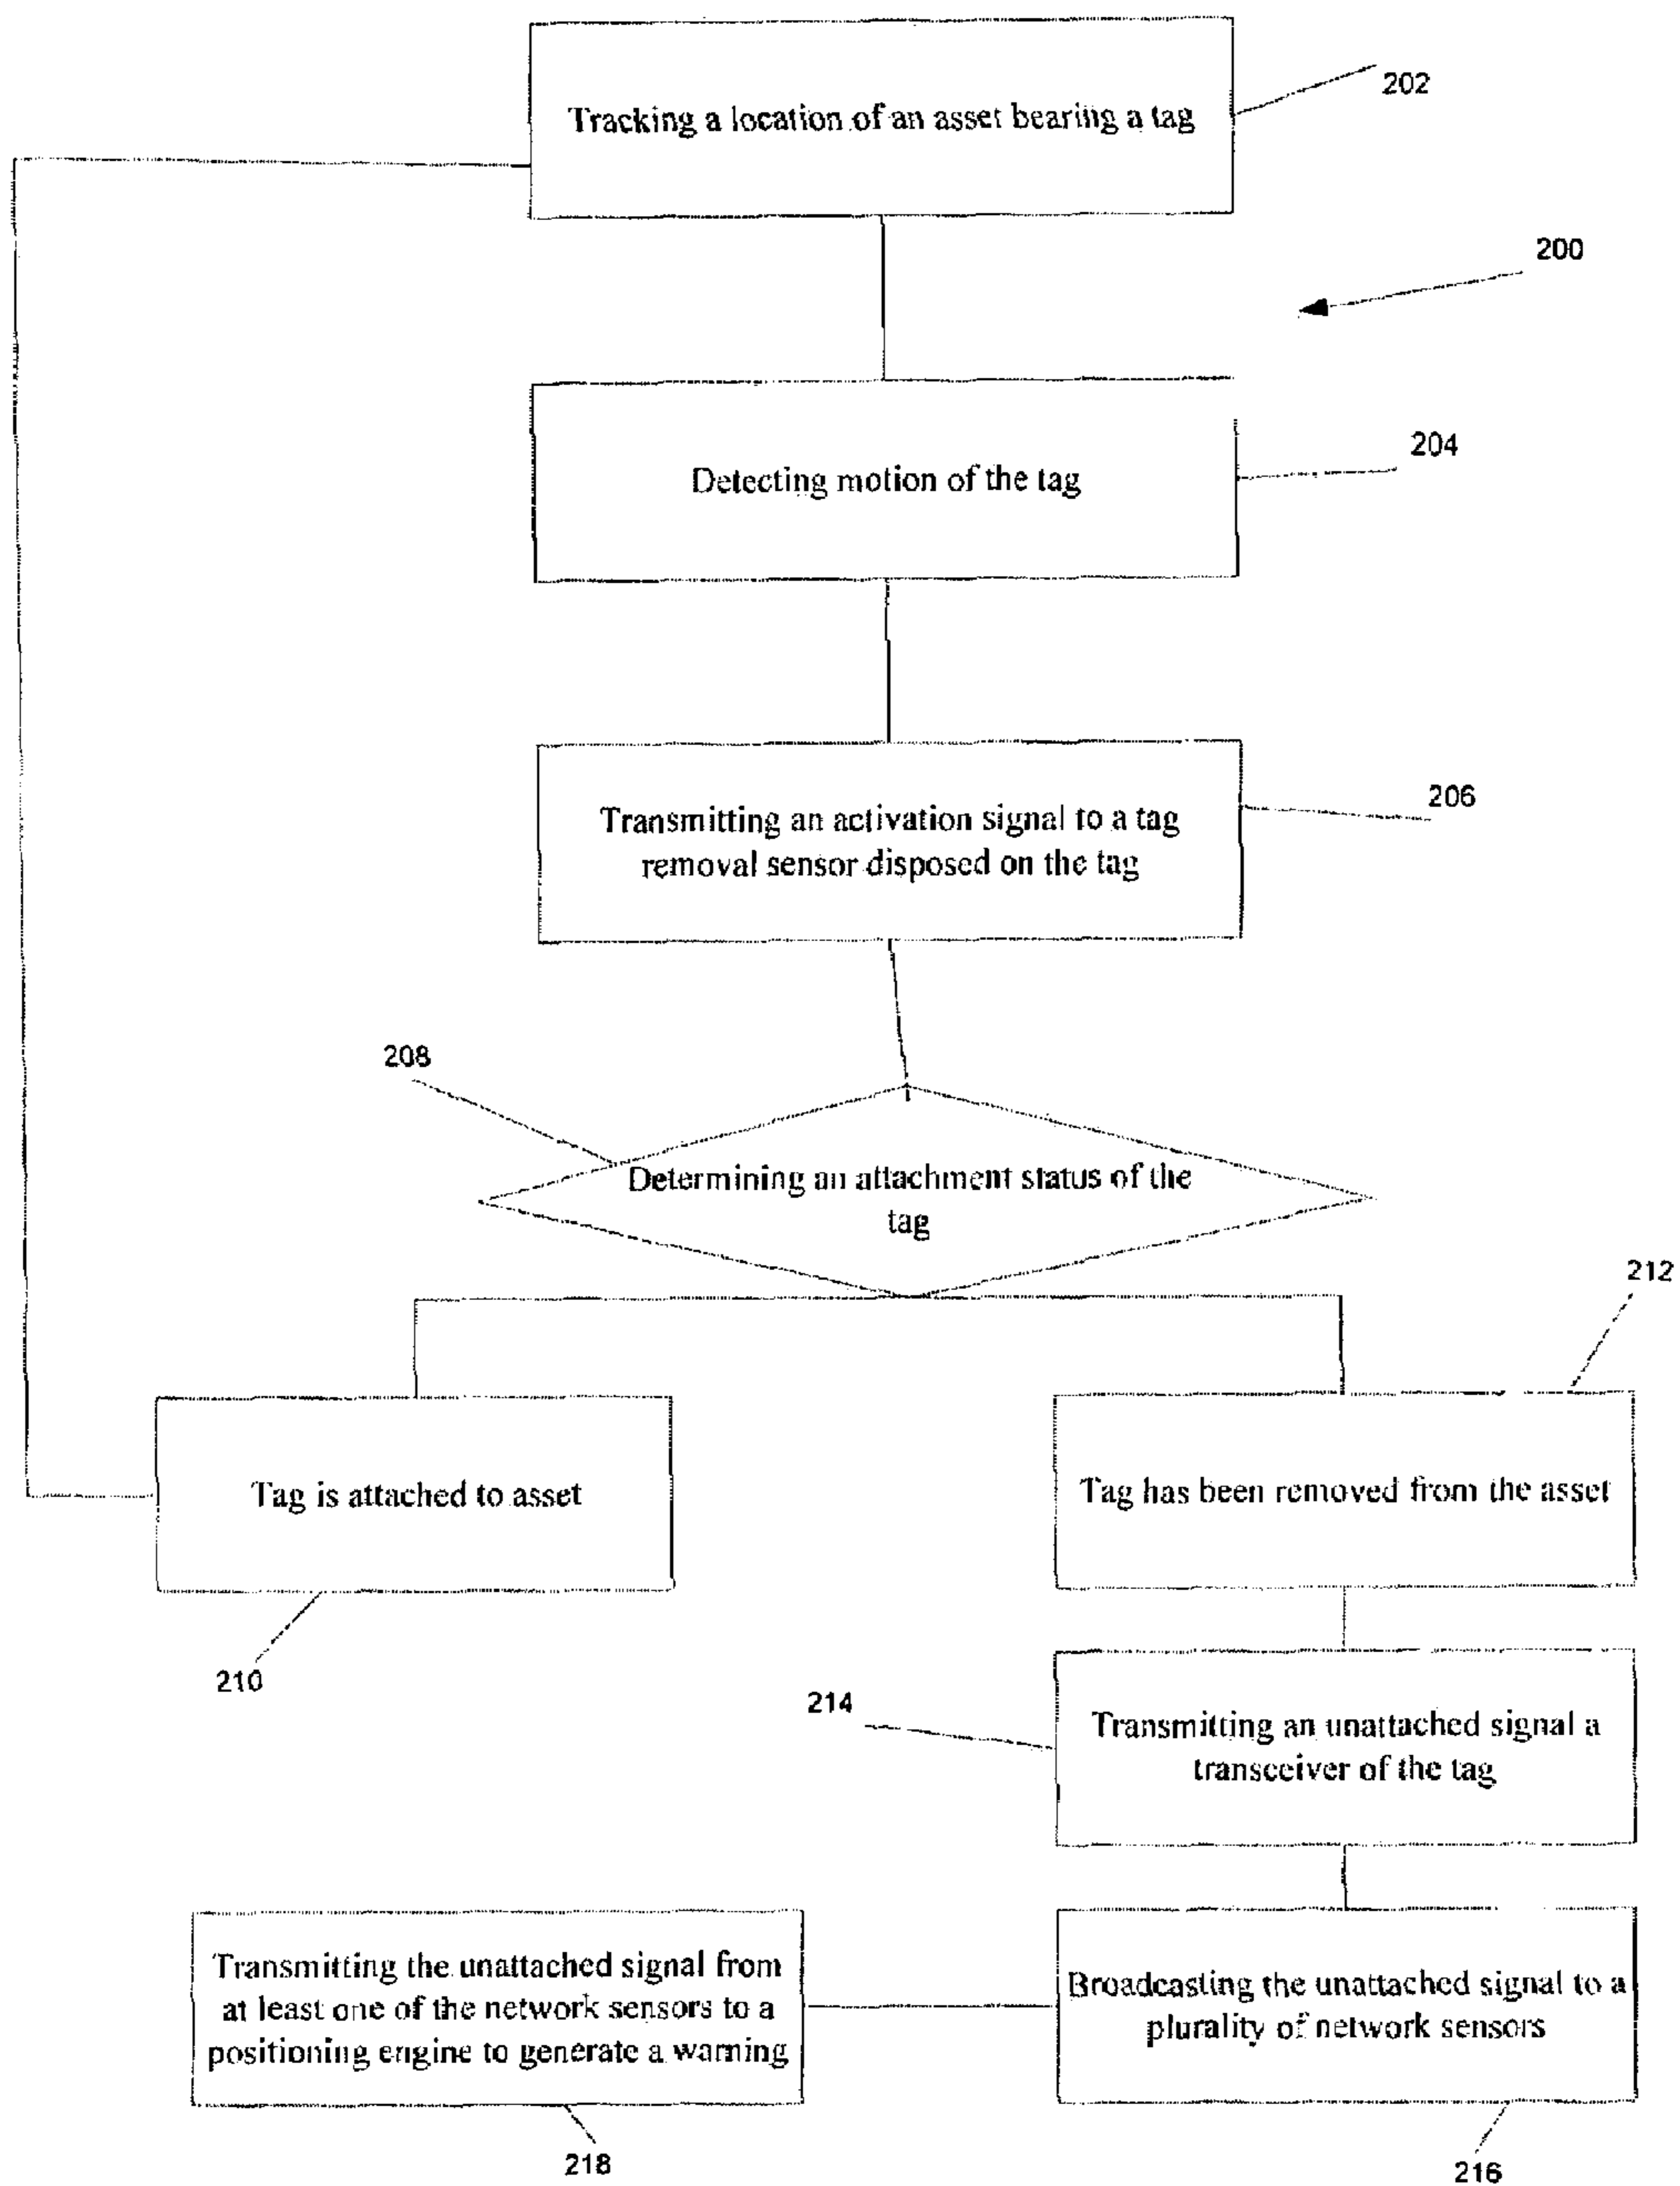 Tracking a location of an asset bearing a tag
202
200
Detecting motion of the tag
204
Transmitting an activation signal to a tag
removal sensor disposed on the tag
206
208
Determining an attachment status of the
tag
212
Tag is attached to asset
Tag has been removed from the asset
210
214
Transmitting an unattached signal a
transceiver of the tag
Transmitting the unattached signal from
at least one of the network sensors to a
positioning engine to generate a warning
Broadcasting the unattached signal to a
plurality of network sensors
218
216